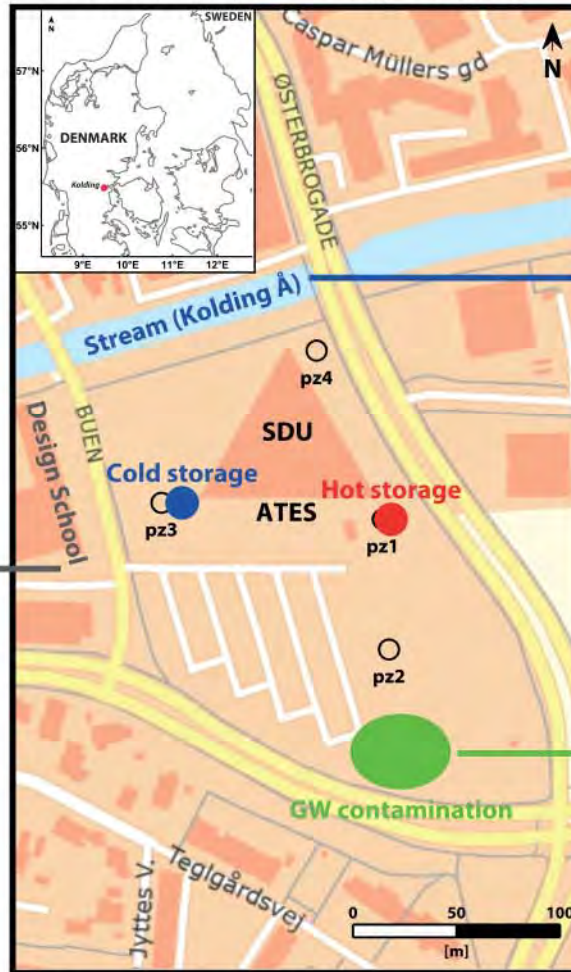 N
SWEDEN
57°N
DENMARK
56°N
Kolding
55°N
9°E 10°E 11°E 12°E
Caspar Müllers gd
N
ØSTERBROGADE
Stream (Kolding Å)
pz4
BUEN
SDU
Design School
Cold storage
Hot storage
ATES
pz3
pz1
pz2
GW contamination
Teglgårdsvej
Jyttes V.
0 50 100
[m]